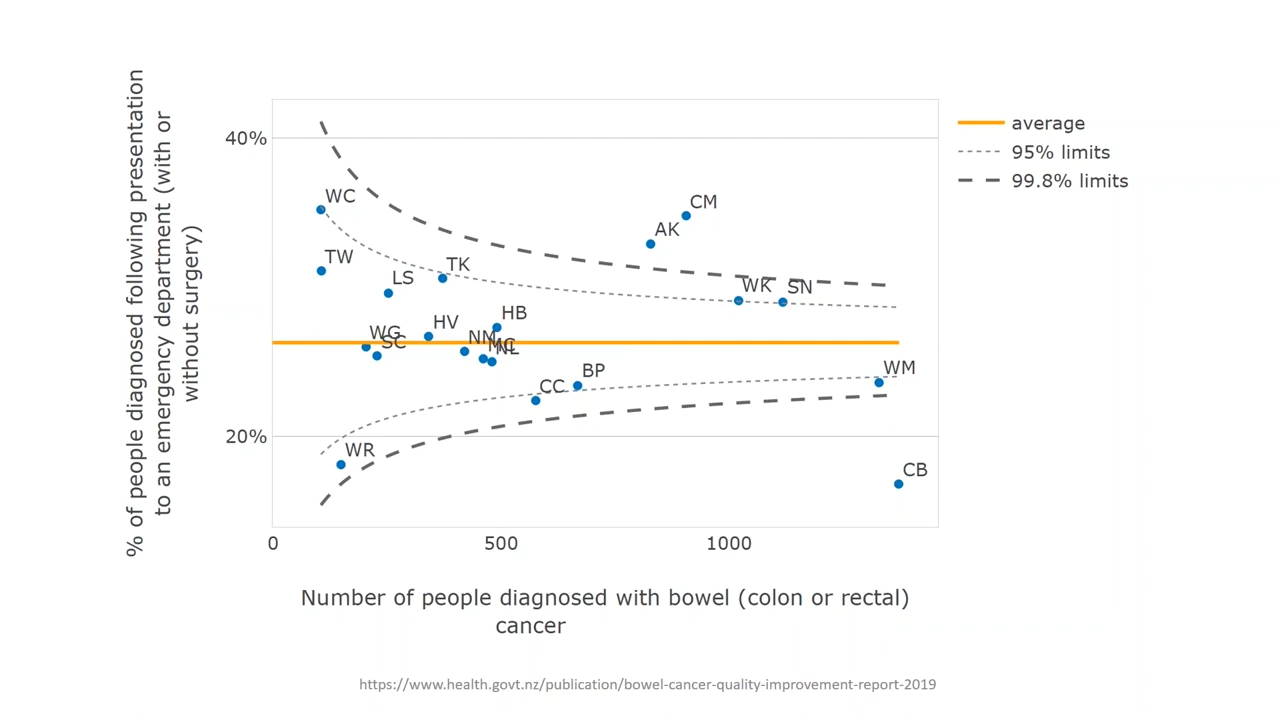 % of people diagnosed following presentation
to an emergency department (with or
without surgery)
40%
20%
WC
TW
LS
TK
WG
SC
HV
HB
NM
MC
NL
CC
BP
WR
AK
CM
WK
SN
WM
CB
average
95% limits
99.8% limits
0
500
1000
Number of people diagnosed with bowel (colon or rectal)
cancer
https://www.health.govt.nz/publication/bowel-cancer-quality-improvement-report-2019